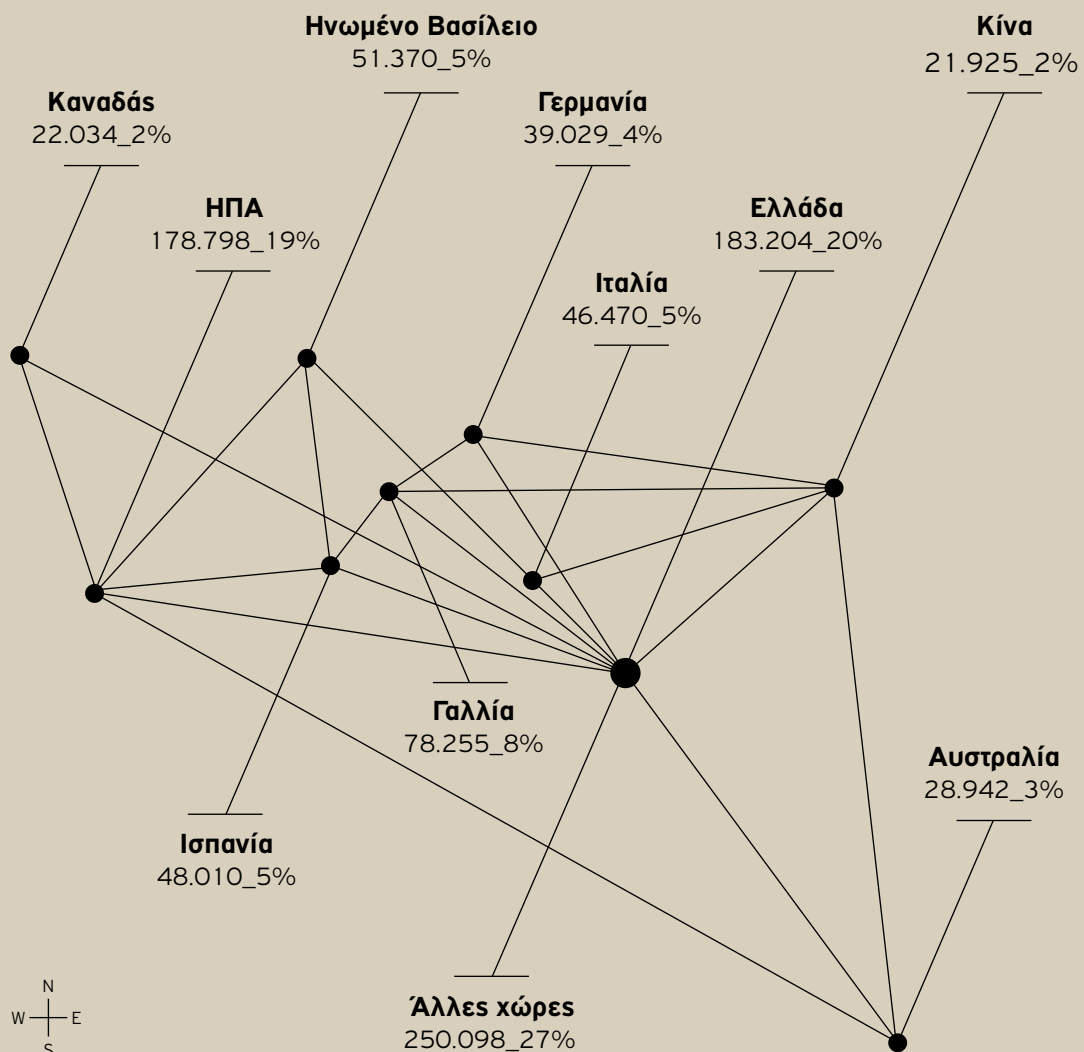 Ηνωμένο Βασίλειο
51.370_5%
Κίνα
21.925_2%
Καναδάς
22.034_2%
Γερμανία
39.029_4%
ΗΠΑ
178.798_19%
Ελλάδα
183.204_20%
Ιταλία
46.470_5%
Γαλλία
78.255_8%
Αυστραλία
28.942_3%
Ισπανία
48.010_5%
Άλλες χώρες
250.098_27%
N
W E
S